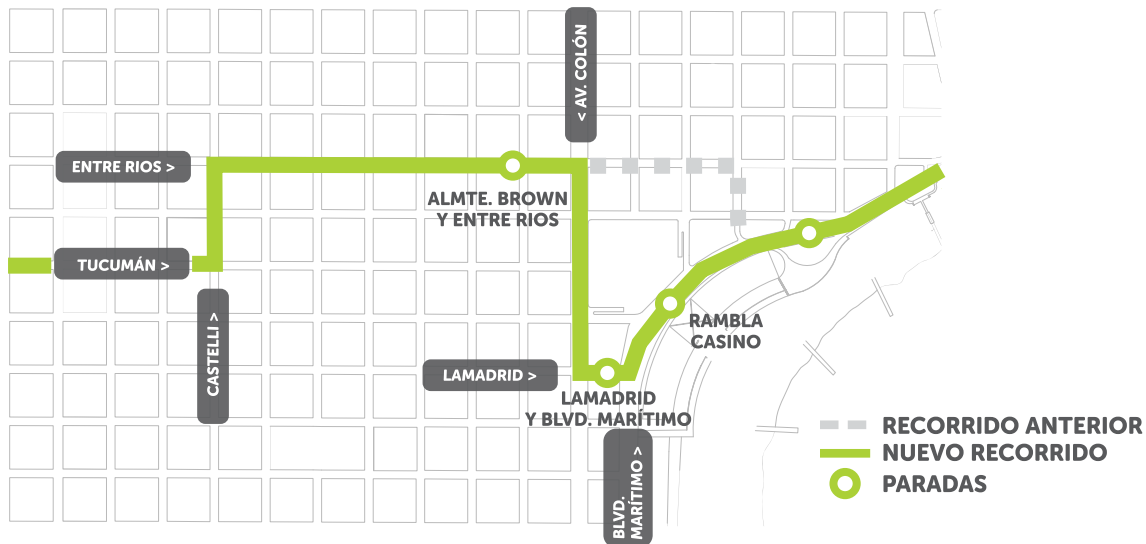 < AV. COLÓN
ENTRE RIOS >
ALMTE. BROWN
Y ENTRE RIOS
TUCUMÁN >
CASTELLI >
RAMBLA
CASINO
LAMADRID >
LAMADRID
Y BLVD. MARÍTIMO
BLVD.
MARÍTIMO >
RECORRIDO ANTERIOR
NUEVO RECORRIDO
PARADAS